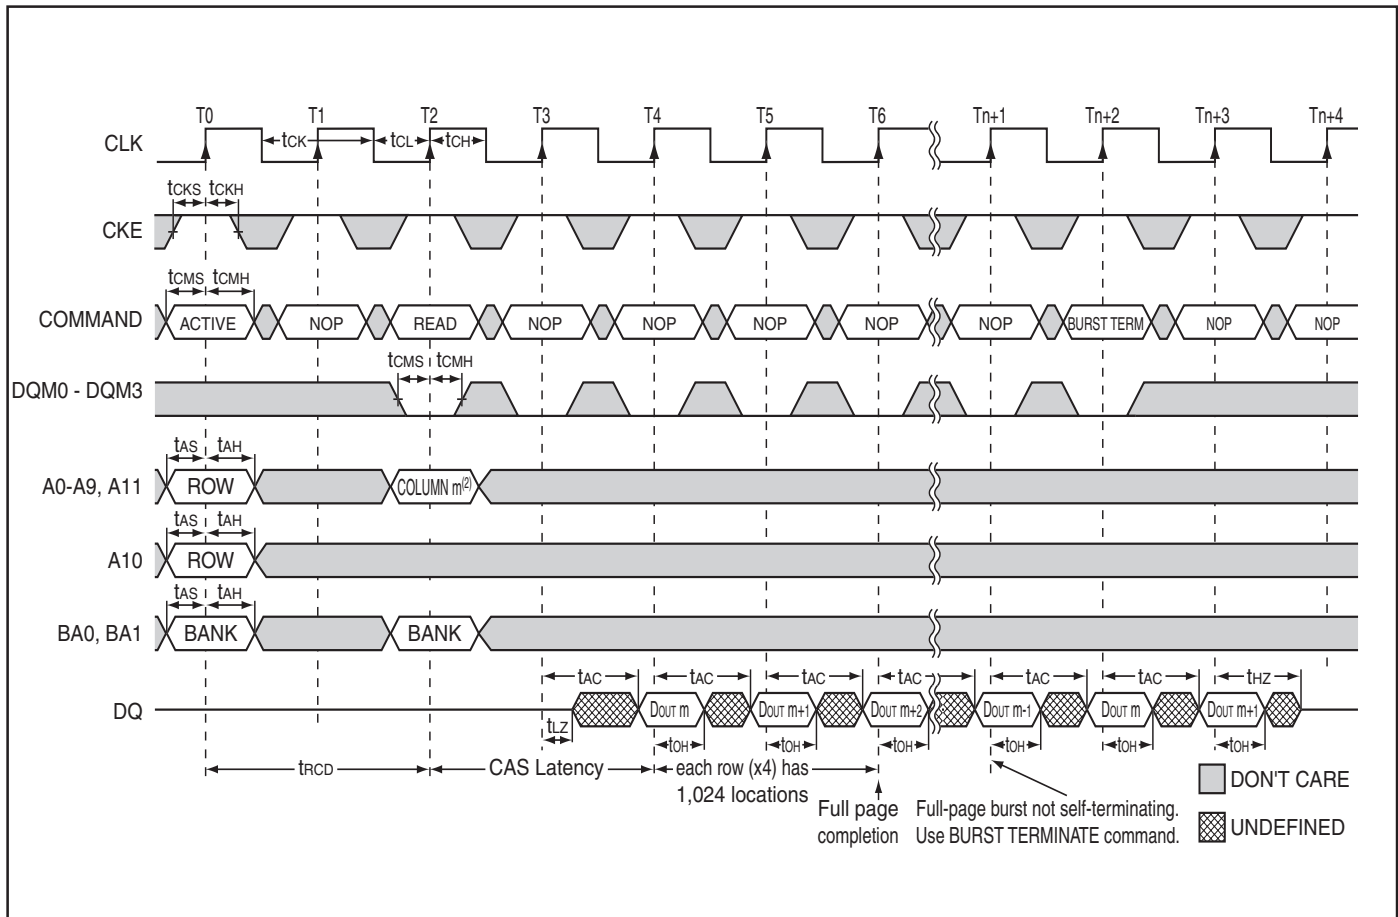 T0 T1 T2 T3 T4 T5 T6 Tn+1 Tn+2 Tn+3 Tn+4
CLK tCK tCL tCH
tCKS tCKH
CKE
tCMS tCMH
COMMAND ACTIVE NOP READ NOP NOP NOP NOP NOP BURST TERM NOP NOP
tCMS tCMH
DQM0 - DQM3
tAS tAH
A0-A9, A11 ROW COLUMN m(2)
tAS tAH
A10 ROW
tAS tAH
BA0, BA1 BANK BANK
tAC tAC tAC tAC tAC tAC tHZ
DQ DOUT m DOUT m+1 DOUT m+2 DOUT m-1 DOUT m DOUT m+1
tLZ tOH tOH tOH tOH tOH tOH
tRCD CAS Latency each row (x4) has
1,024 locations
Full page
completion
Full-page burst not self-terminating.
Use BURST TERMINATE command.
DON'T CARE
UNDEFINED